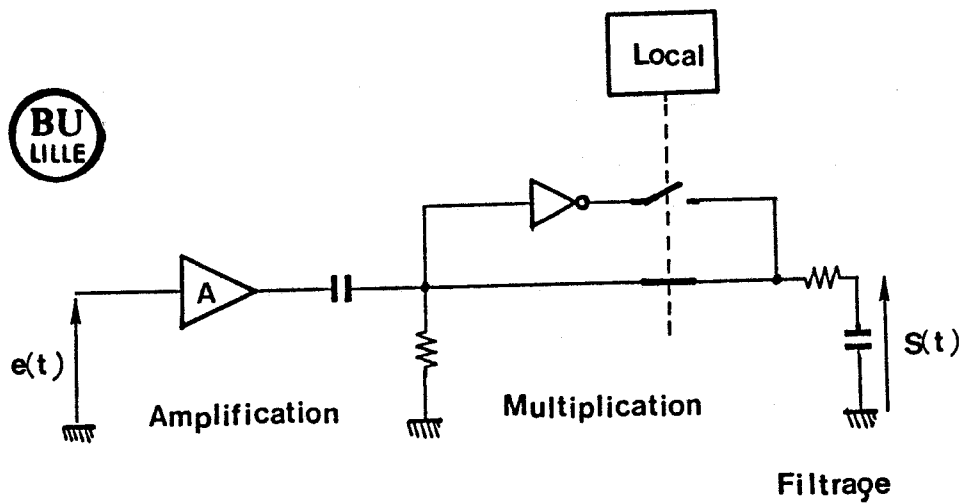 Local
BU
LILLE
A
e(t)
S(t)
Amplification
Multiplication
Filtrage